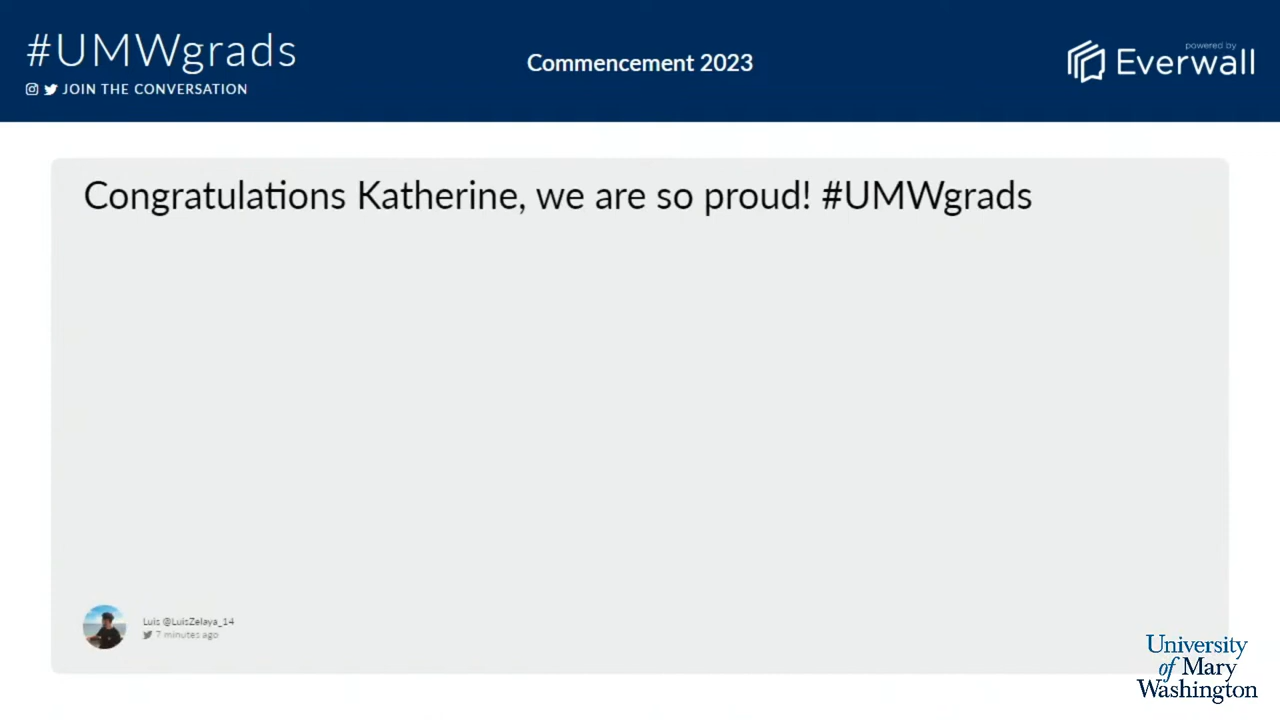 #UMWgrads
JOIN THE CONVERSATION
Commencement 2023
powered by
Everwall
Congratulations Katherine, we are so proud! #UMWgrads
Luis @LuisZelaya_14
7 minutes ago
University
of Mary
Washington